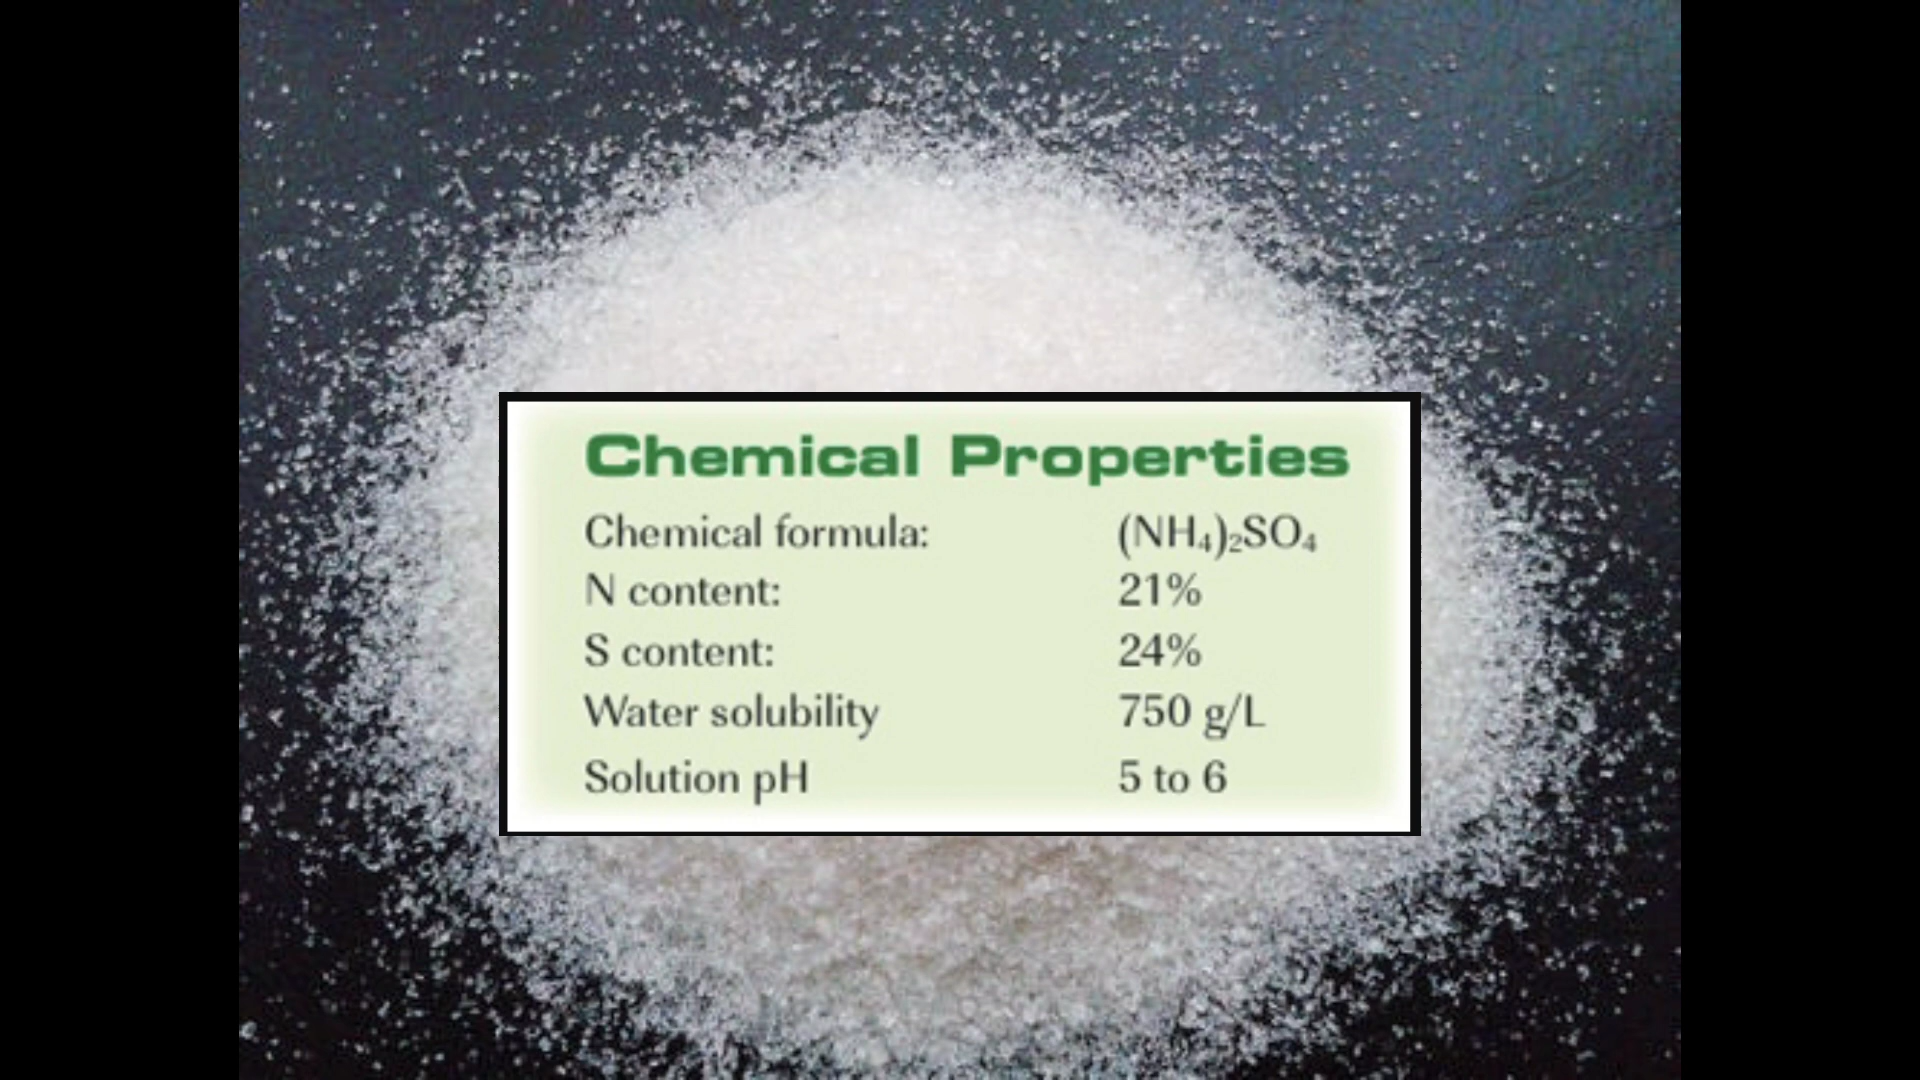 Chemical Properties
Chemical formula: (NH₄)₂SO₄
N content: 21%
S content: 24%
Water solubility 750 g/L
Solution pH 5 to 6